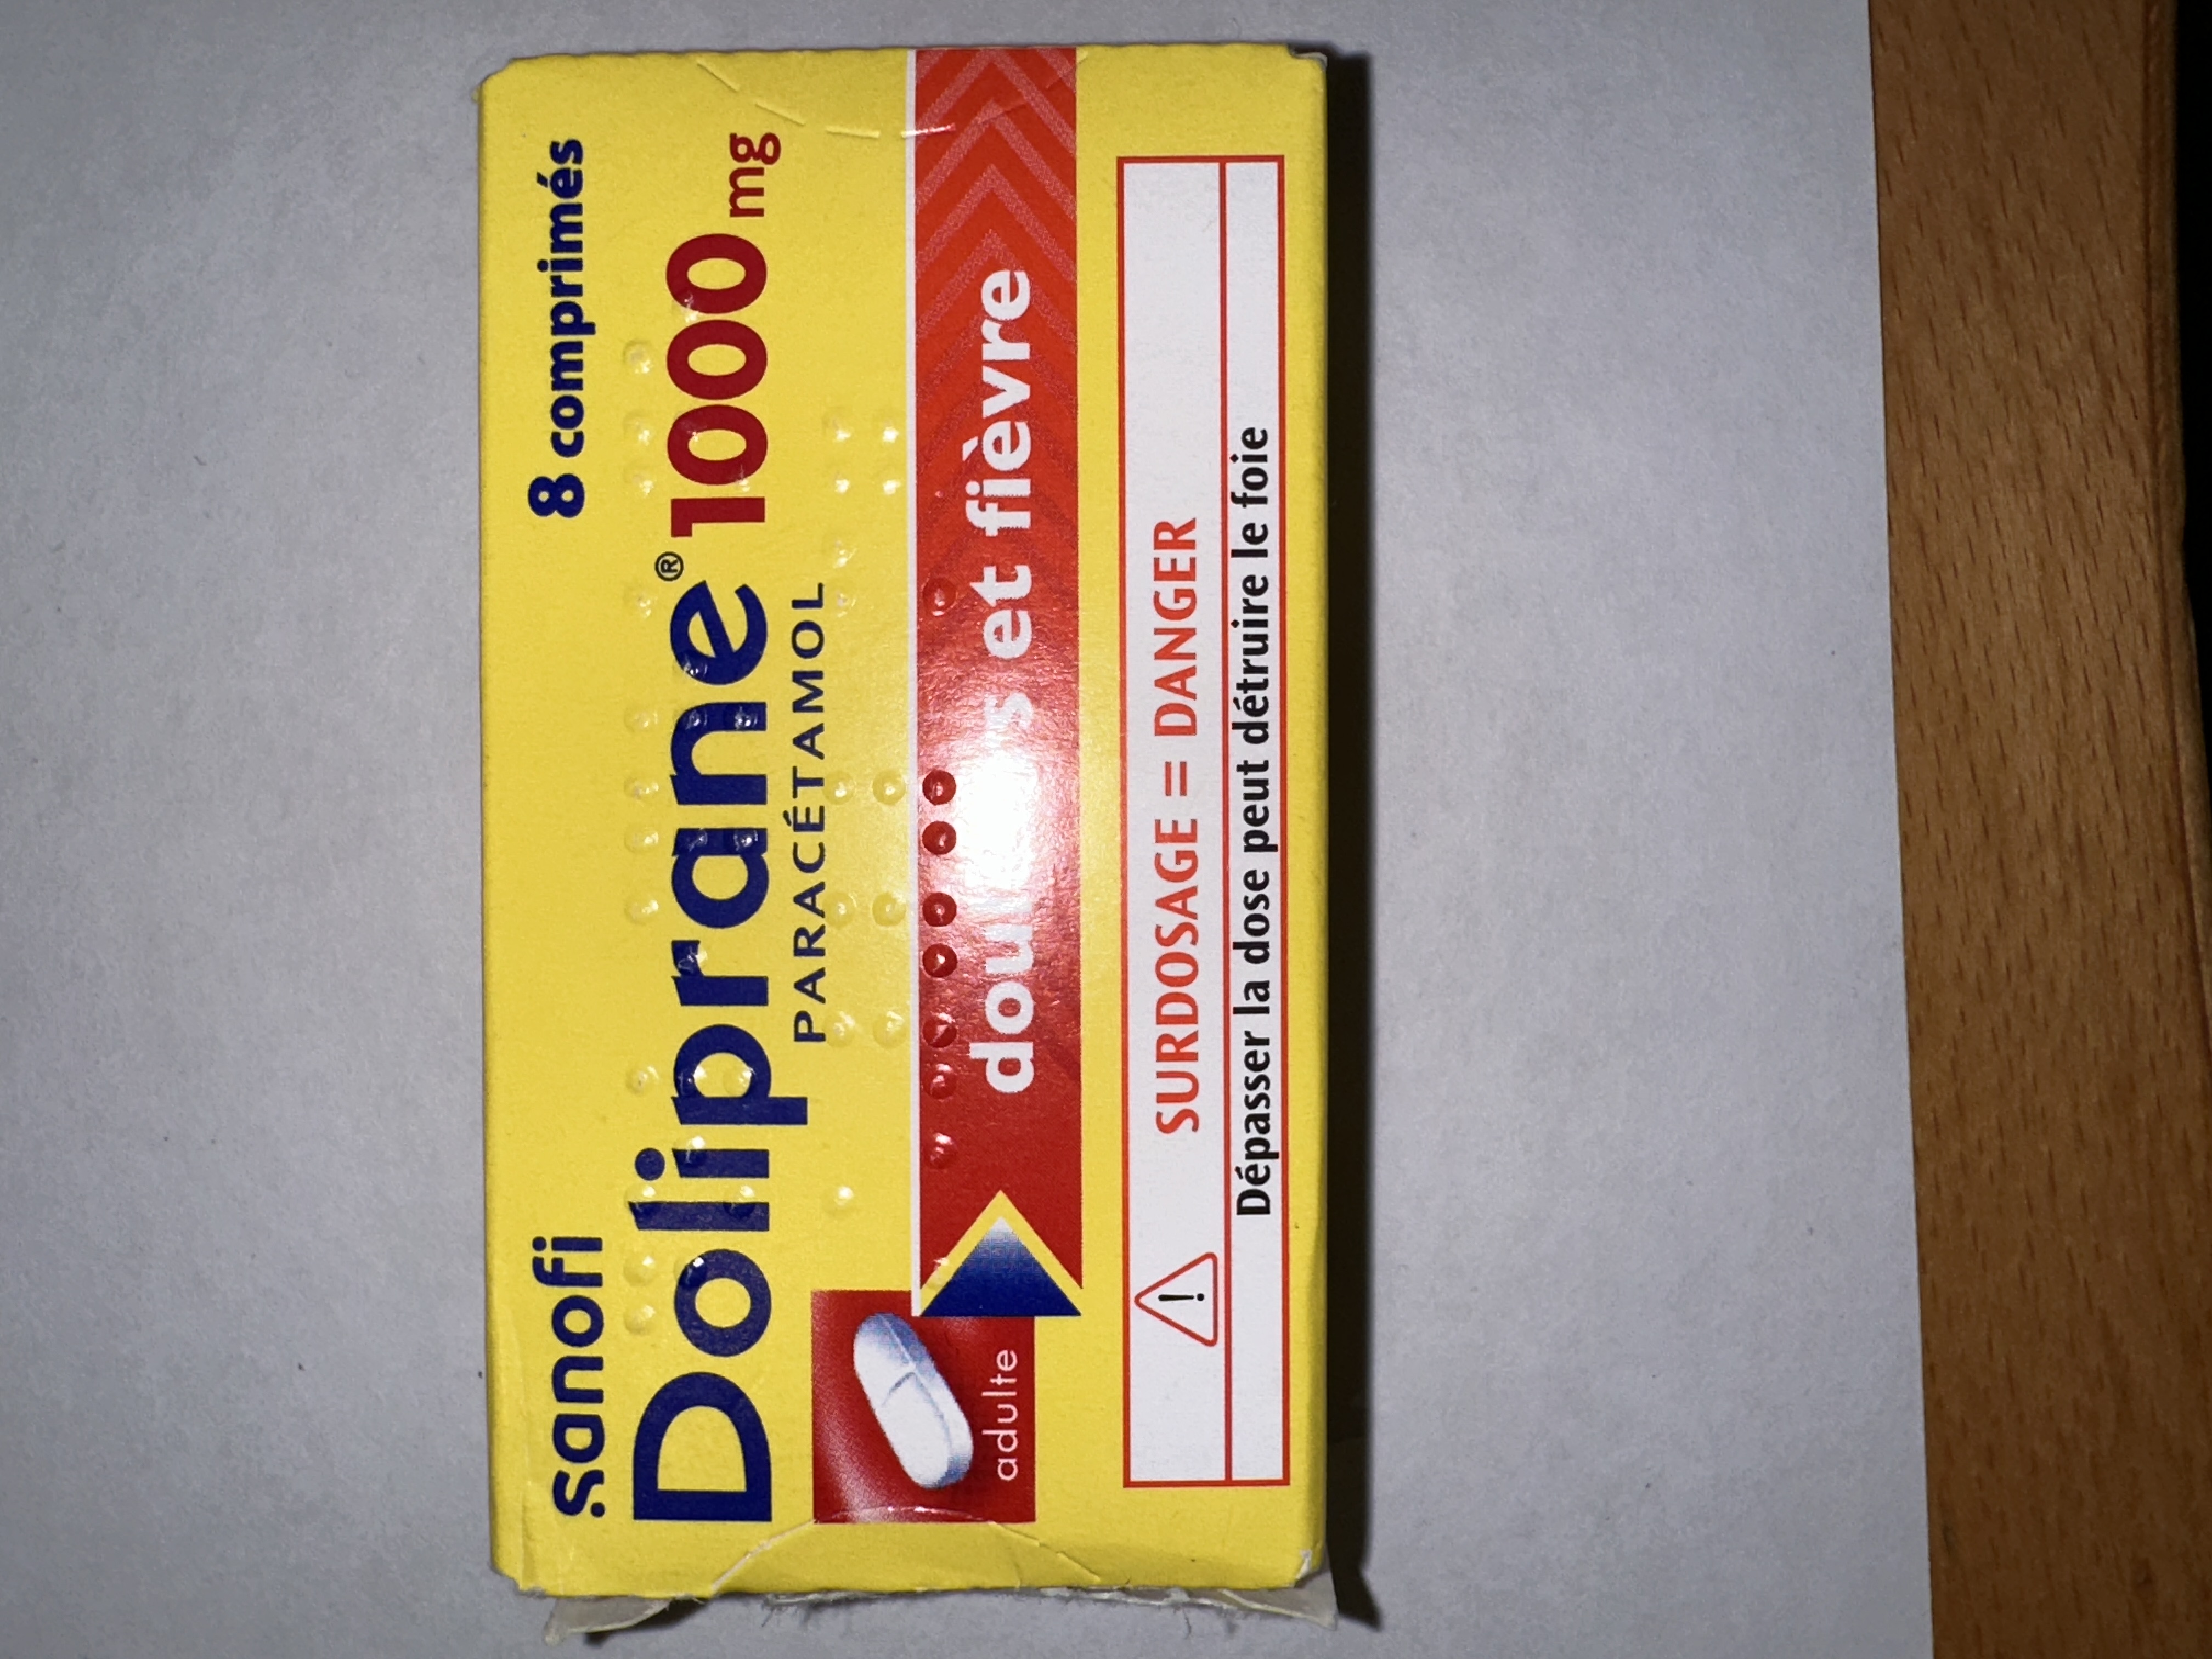 sanofi
8 comprimés
Doliprane® 1000 mg
PARACÉTAMOL
et fièvre
adulte
SURDOSAGE = DANGER
Dépasser la dose peut détruire le foie